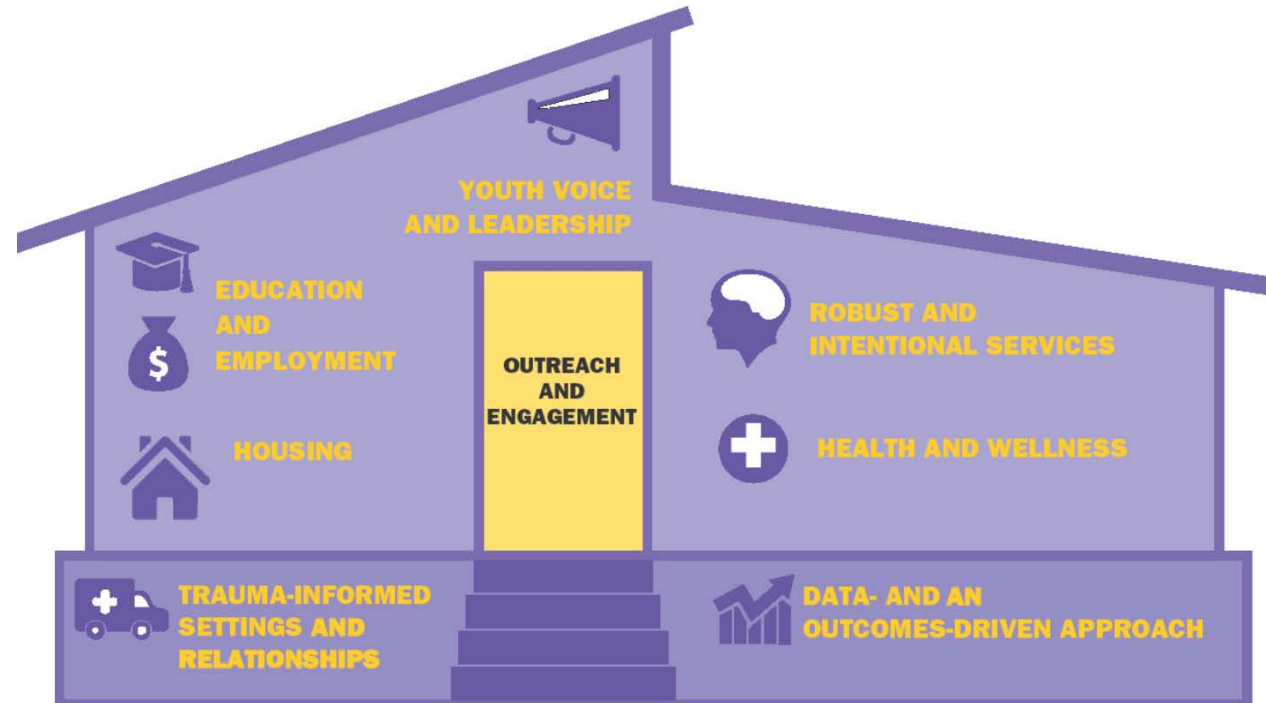 YOUTH VOICE
AND LEADERSHIP
EDUCATION
AND
EMPLOYMENT
$
HOUSING
OUTREACH
AND
ENGAGEMENT
ROBUST AND
INTENTIONAL SERVICES
HEALTH AND WELLNESS
TRAUMA-INFORMED
SETTINGS AND
RELATIONSHIPS
DATA- AND AN
OUTCOMES-DRIVEN APPROACH